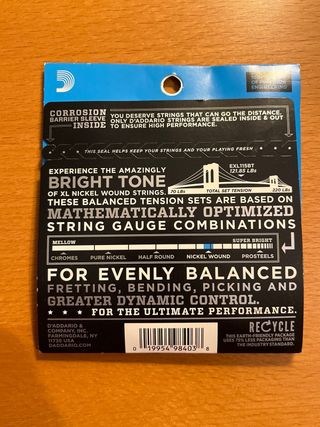 OF PRECISION
ENGINEERING
CORROSION
BARRIER SLEEVE
INSIDE
YOU DESERVE STRINGS THAT CAN GO THE DISTANCE.
ONLY D'ADDARIO STRINGS ARE SEALED INSIDE & OUT
TO ENSURE HIGH PERFORMANCE.
THIS SEAL HELPS KEEP YOUR STRINGS AND YOUR PLAYING FRESH
EXPERIENCE THE AMAZINGLY
BRIGHT TONE
OF XL NICKEL WOUND STRINGS.
EXL115BT
121.85 LBS
70 LBS
TOTAL SET TENSION
220 LBS
THESE BALANCED TENSION SETS ARE BASED ON
MATHEMATICALLY OPTIMIZED
STRING GAUGE COMBINATIONS
MELLOW
SUPER BRIGHT
CHROMES
PURE NICKEL
HALF ROUND
NICKEL WOUND
PROSTEELS
FOR EVENLY BALANCED
FRETTING, BENDING, PICKING AND
GREATER DYNAMIC CONTROL.
FOR THE ULTIMATE PERFORMANCE.
D'ADDARIO &
COMPANY, INC.
FARMINGDALE, NY
11735 USA
DADDARIO.COM
0 19954 98403 8
RECYCLE
THIS EARTH-FRIENDLY PACKAGE
USES 75% LESS PACKAGING THAN
THE INDUSTRY STANDARD.